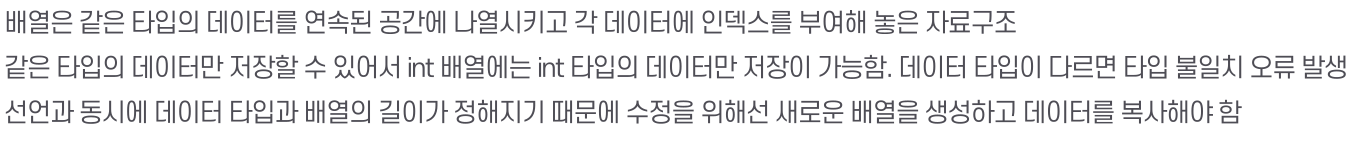 배열은 같은 타입의 데이터를 연속된 공간에 나열시키고 각 데이터에 인덱스를 부여해 놓은 자료구조
같은 타입의 데이터만 저장할 수 있어서 int 배열에는 int 타입의 데이터만 저장이 가능함. 데이터 타입이 다르면 타입 불일치 오류 발생
선언과 동시에 데이터 타입과 배열의 길이가 정해지기 때문에 수정을 위해선 새로운 배열을 생성하고 데이터를 복사해야 함